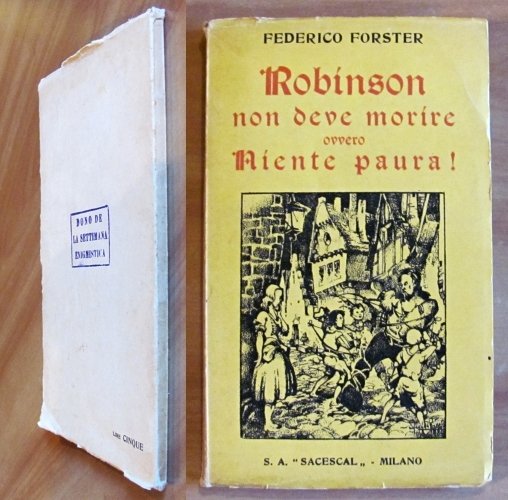 DONO DE
LA SETTIMANA
ENIGMISTICA
LIRE CINQUE
FEDERICO FORSTER
Robinson
non deve morire
ovvero
Niente paura!
S. A. "SACESCAL„ - MILANO